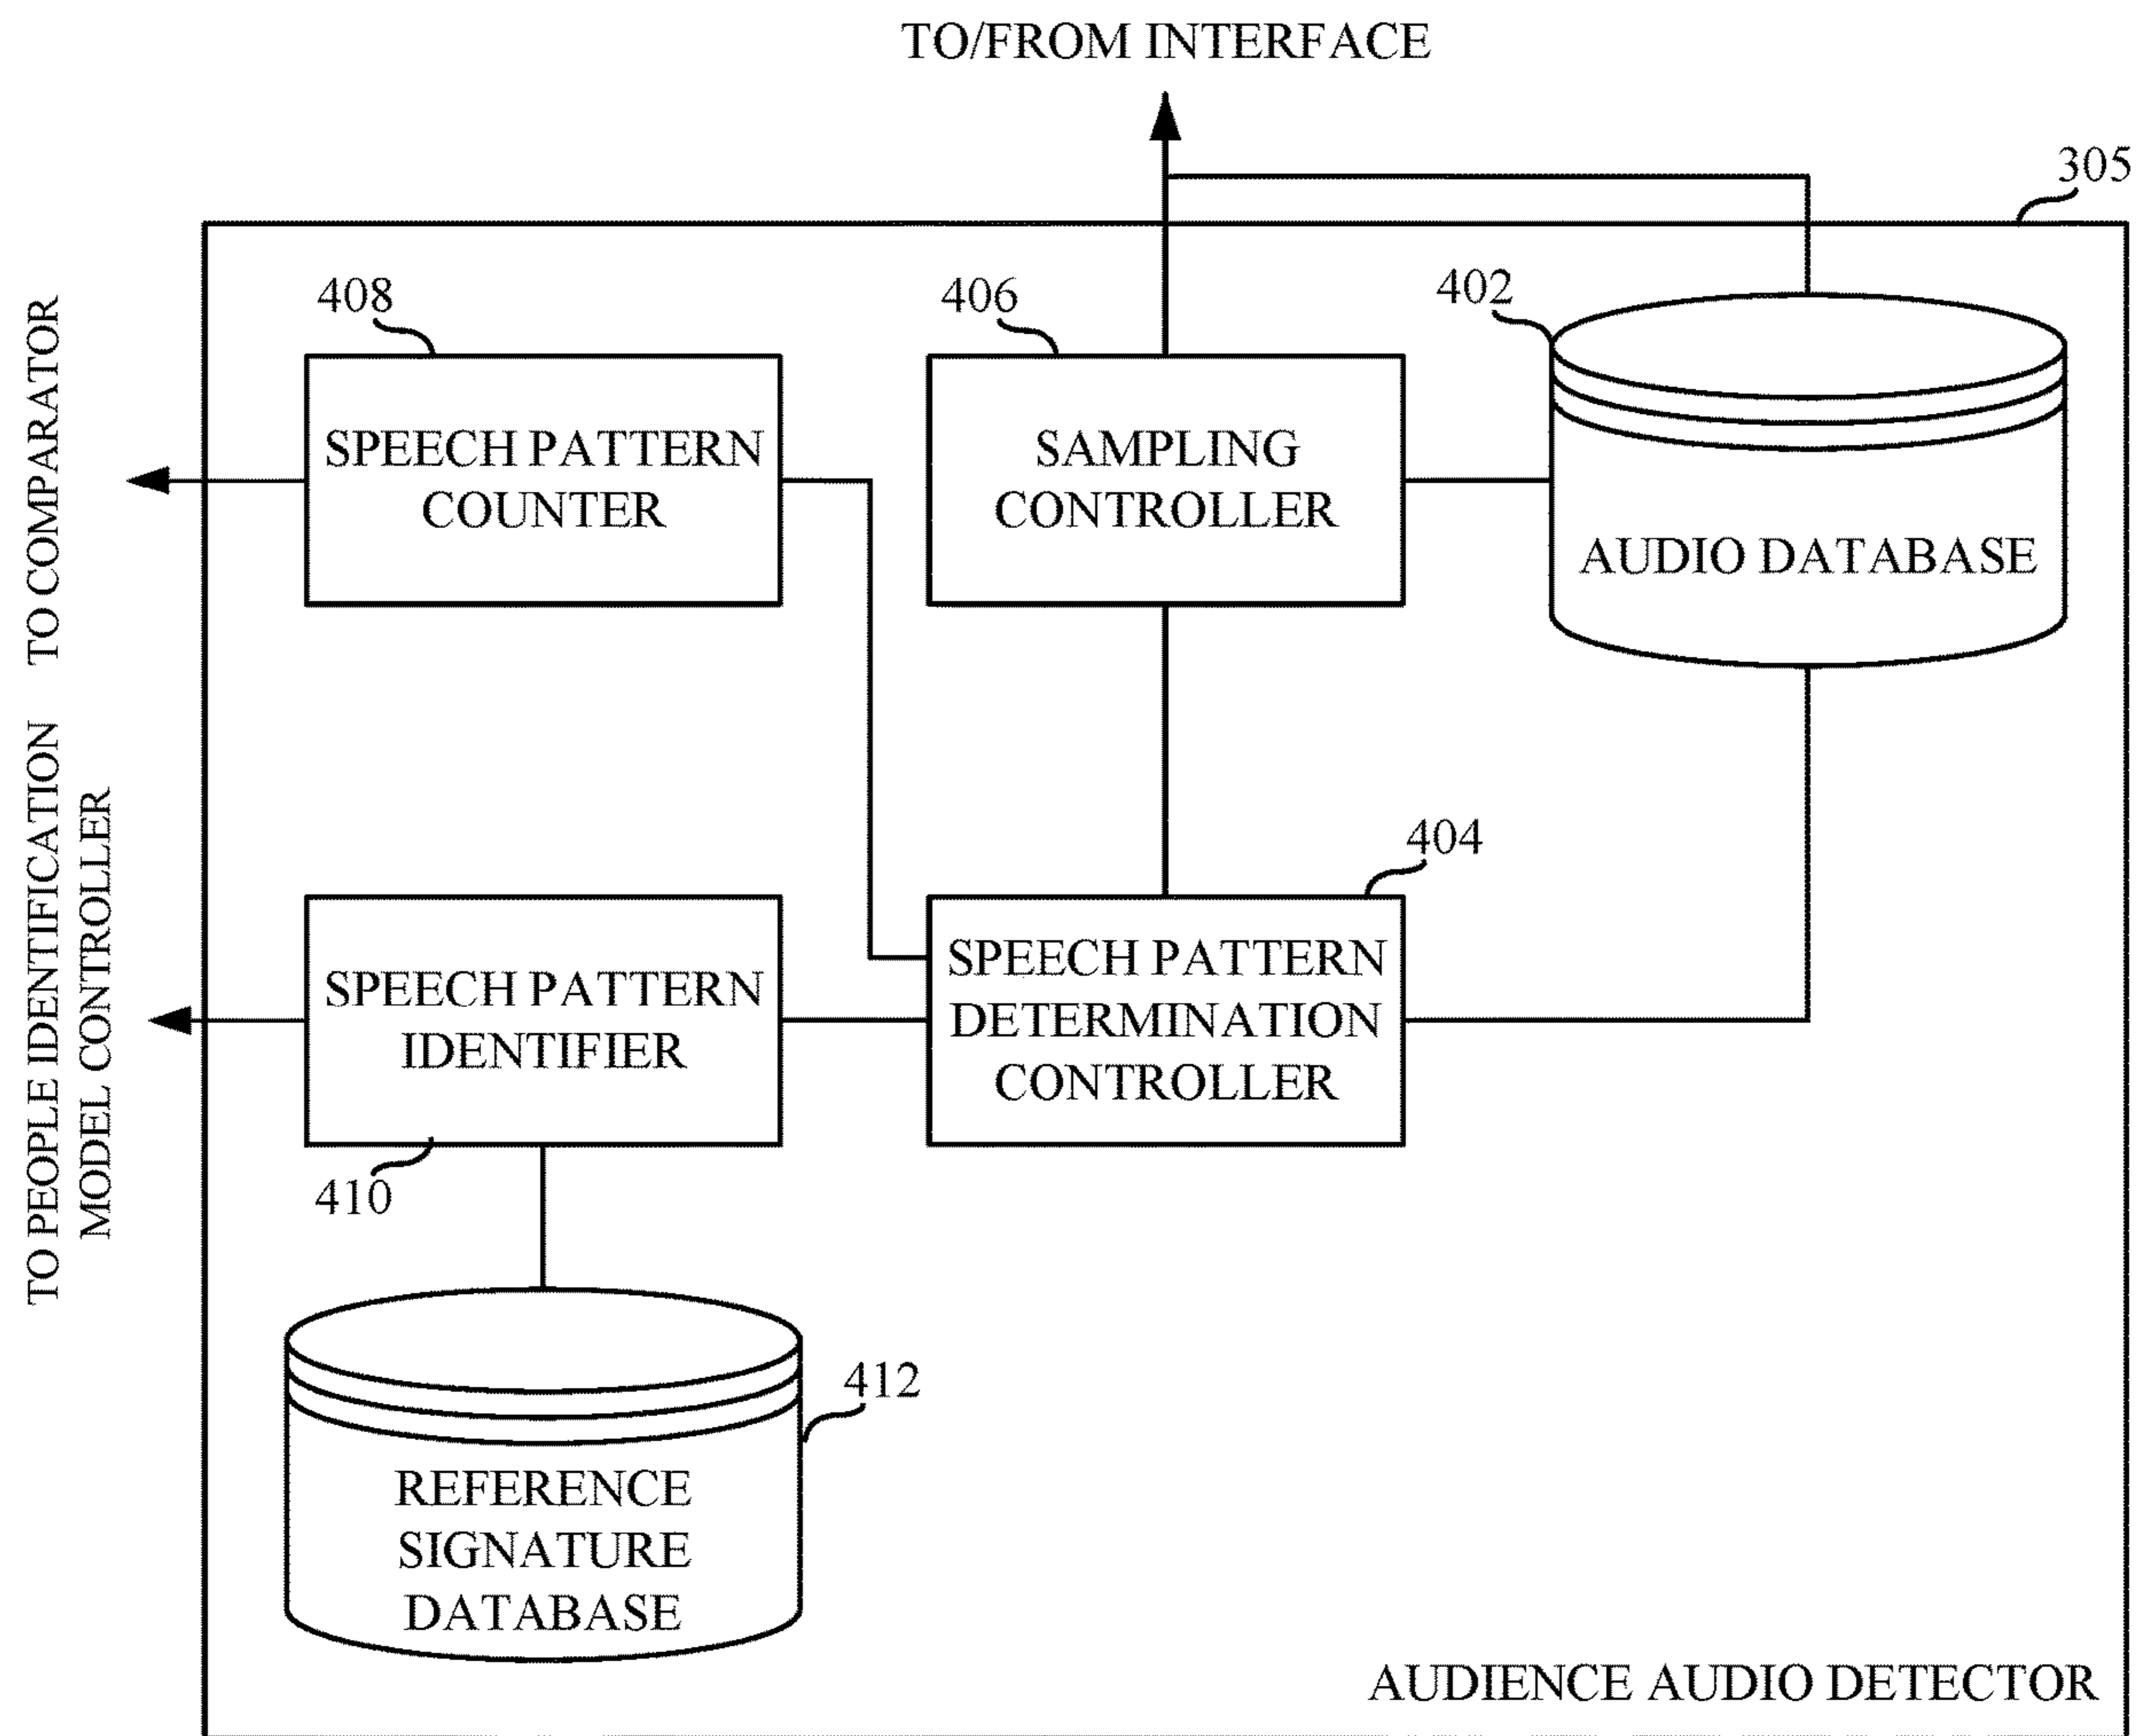 TO/FROM INTERFACE
305
408
406
402
TO COMPARATOR
SPEECH PATTERN
COUNTER
SAMPLING
CONTROLLER
AUDIO DATABASE
404
TO PEOPLE IDENTIFICATION
MODEL CONTROLLER
SPEECH PATTERN
IDENTIFIER
SPEECH PATTERN
DETERMINATION
CONTROLLER
410
412
REFERENCE
SIGNATURE
DATABASE
AUDIENCE AUDIO DETECTOR